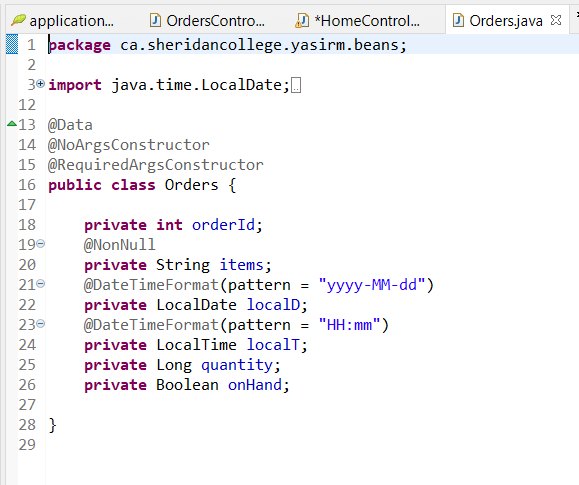 application... OrdersContro... *HomeControl... Orders.java
1 package ca.sheridancollege.yasirm.beans;
2
3 import java.time.LocalDate;
12
13 @Data
14 @NoArgsConstructor
15 @RequiredArgsConstructor
16 public class Orders {
17
18 private int orderId;
19 @NonNull
20 private String items;
21 @DateTimeFormat(pattern = "yyyy-MM-dd")
22 private LocalDate localD;
23 @DateTimeFormat(pattern = "HH:mm")
24 private LocalTime localT;
25 private Long quantity;
26 private Boolean onHand;
27
28 }
29